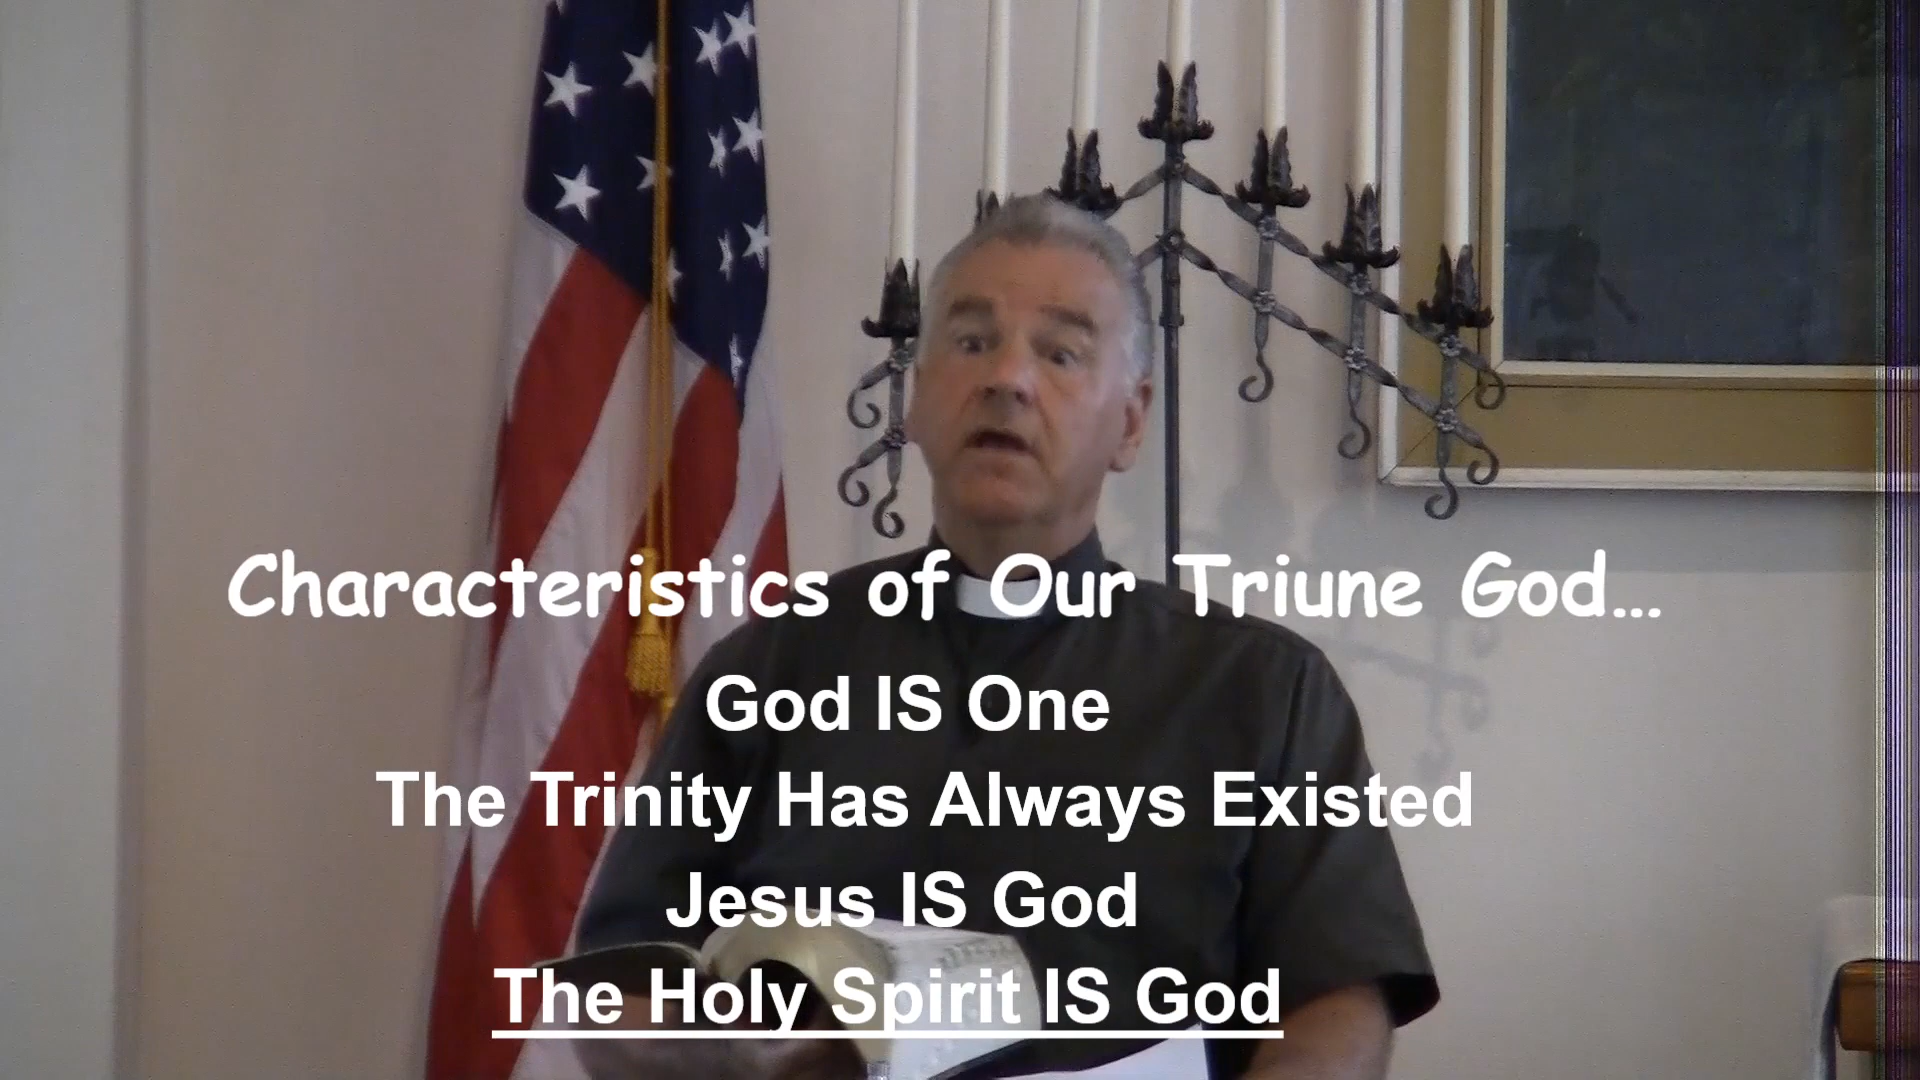 Characteristics of Our Triune God...
God IS One
The Trinity Has Always Existed
Jesus IS God
The Holy Spirit IS God